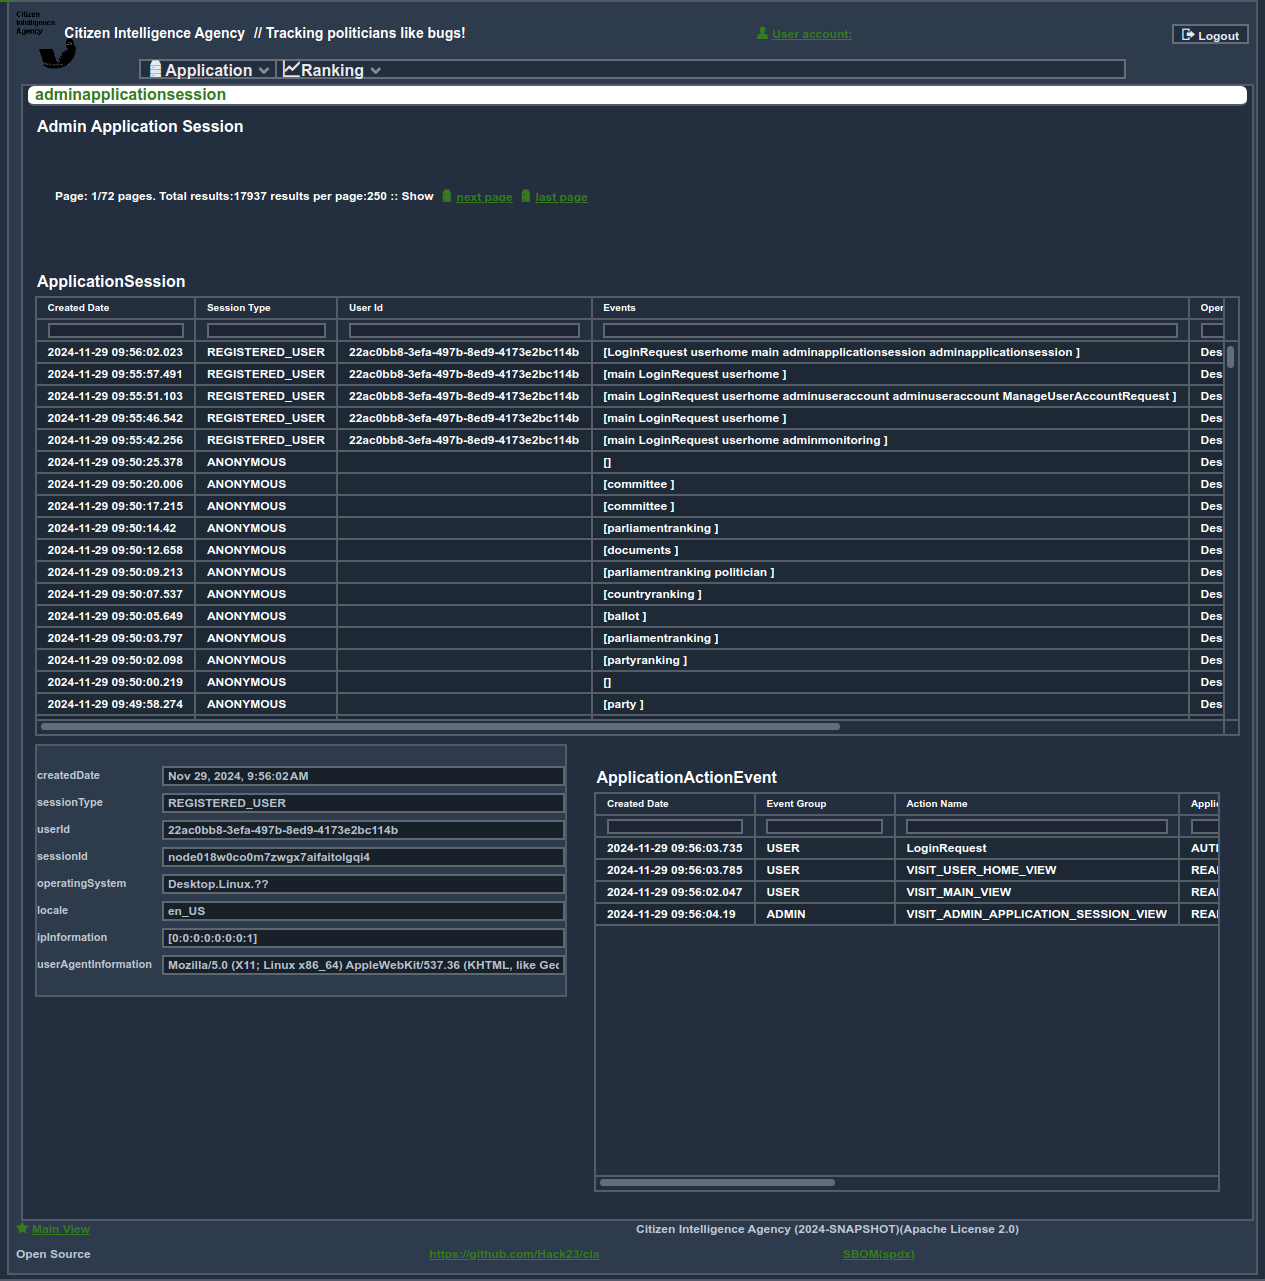 Citizen
Intelligence
Agency
Citizen Intelligence Agency // Tracking politicians like bugs!
User account:
Logout
Application
Ranking
adminapplicationsession
Admin Application Session
Page: 1/72 pages. Total results:17937 results per page:250 :: Show next page last page
ApplicationSession
Created Date Session Type User Id Events Oper
2024-11-29 09:56:02.023 REGISTERED_USER 22ac0bb8-3efa-497b-8ed9-4173e2bc114b [LoginRequest userhome main adminapplicationsession adminapplicationsession ] Des
2024-11-29 09:55:57.491 REGISTERED_USER 22ac0bb8-3efa-497b-8ed9-4173e2bc114b [main LoginRequest userhome ] Des
2024-11-29 09:55:51.103 REGISTERED_USER 22ac0bb8-3efa-497b-8ed9-4173e2bc114b [main LoginRequest userhome adminuseraccount adminuseraccount ManageUserAccountRequest ] Des
2024-11-29 09:55:46.542 REGISTERED_USER 22ac0bb8-3efa-497b-8ed9-4173e2bc114b [main LoginRequest userhome ] Des
2024-11-29 09:55:42.256 REGISTERED_USER 22ac0bb8-3efa-497b-8ed9-4173e2bc114b [main LoginRequest userhome adminmonitoring ] Des
2024-11-29 09:50:25.378 ANONYMOUS [] Des
2024-11-29 09:50:20.006 ANONYMOUS [committee ] Des
2024-11-29 09:50:17.215 ANONYMOUS [committee ] Des
2024-11-29 09:50:14.42 ANONYMOUS [parliamentranking ] Des
2024-11-29 09:50:12.658 ANONYMOUS [documents ] Des
2024-11-29 09:50:09.213 ANONYMOUS [parliamentranking politician ] Des
2024-11-29 09:50:07.537 ANONYMOUS [countryranking ] Des
2024-11-29 09:50:05.649 ANONYMOUS [ballot ] Des
2024-11-29 09:50:03.797 ANONYMOUS [parliamentranking ] Des
2024-11-29 09:50:02.098 ANONYMOUS [partyranking ] Des
2024-11-29 09:50:00.219 ANONYMOUS [] Des
2024-11-29 09:49:58.274 ANONYMOUS [party ] Des
createdDate Nov 29, 2024, 9:56:02 AM
sessionType REGISTERED_USER
userId 22ac0bb8-3efa-497b-8ed9-4173e2bc114b
sessionId node018w0co0m7zwgx7aifaitolgqi4
operatingSystem Desktop.Linux.??
locale en_US
ipInformation [0:0:0:0:0:0:0:1]
userAgentInformation Mozilla/5.0 (X11; Linux x86_64) AppleWebKit/537.36 (KHTML, like Gec
ApplicationActionEvent
Created Date Event Group Action Name Applic
2024-11-29 09:56:03.735 USER LoginRequest AUTH
2024-11-29 09:56:03.785 USER VISIT_USER_HOME_VIEW REA
2024-11-29 09:56:02.047 USER VISIT_MAIN_VIEW REA
2024-11-29 09:56:04.19 ADMIN VISIT_ADMIN_APPLICATION_SESSION_VIEW REA
Main View
Citizen Intelligence Agency (2024-SNAPSHOT)(Apache License 2.0)
Open Source
https://github.com/Hack23/cia
SBOM(spdx)